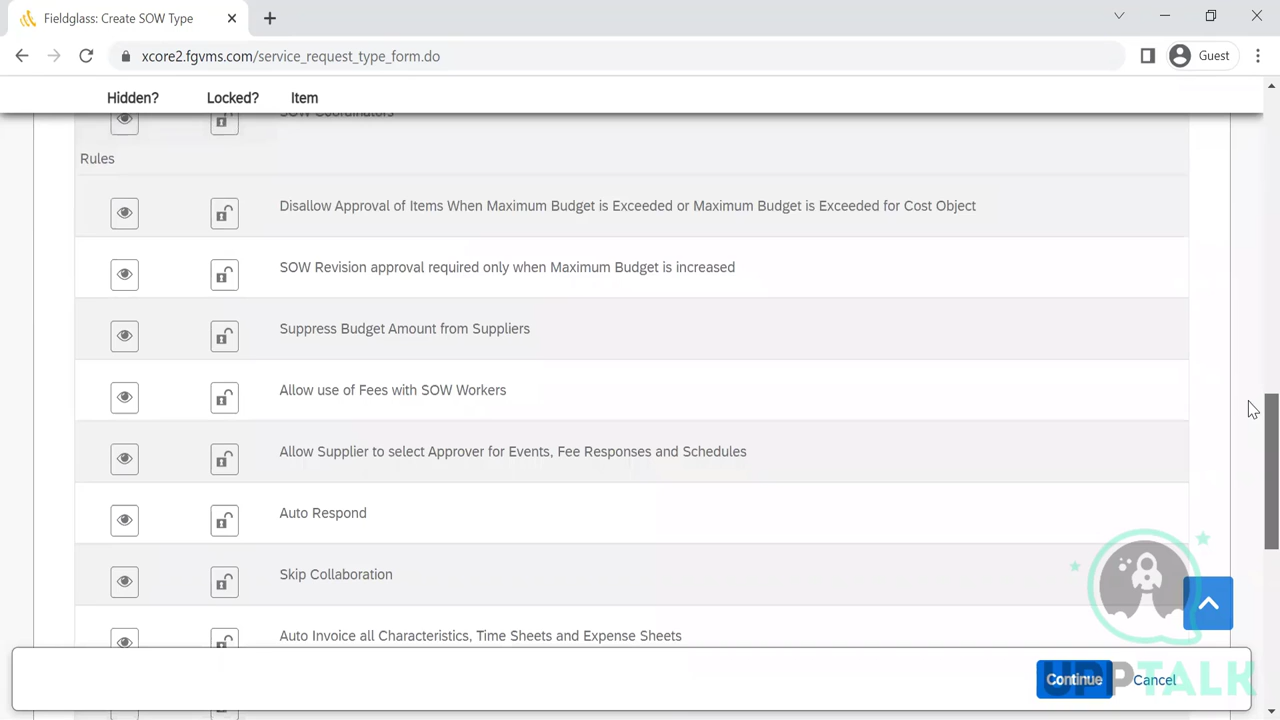 Fieldglass: Create SOW Type
xcore2.fgvms.com/service_request_type_form.do
Guest
Hidden? Locked? Item
SOW Coordinators
Rules
Disallow Approval of Items When Maximum Budget is Exceeded or Maximum Budget is Exceeded for Cost Object
SOW Revision approval required only when Maximum Budget is increased
Suppress Budget Amount from Suppliers
Allow use of Fees with SOW Workers
Allow Supplier to select Approver for Events, Fee Responses and Schedules
Auto Respond
Skip Collaboration
Auto Invoice all Characteristics, Time Sheets and Expense Sheets
Continue Cancel
UPPTALK